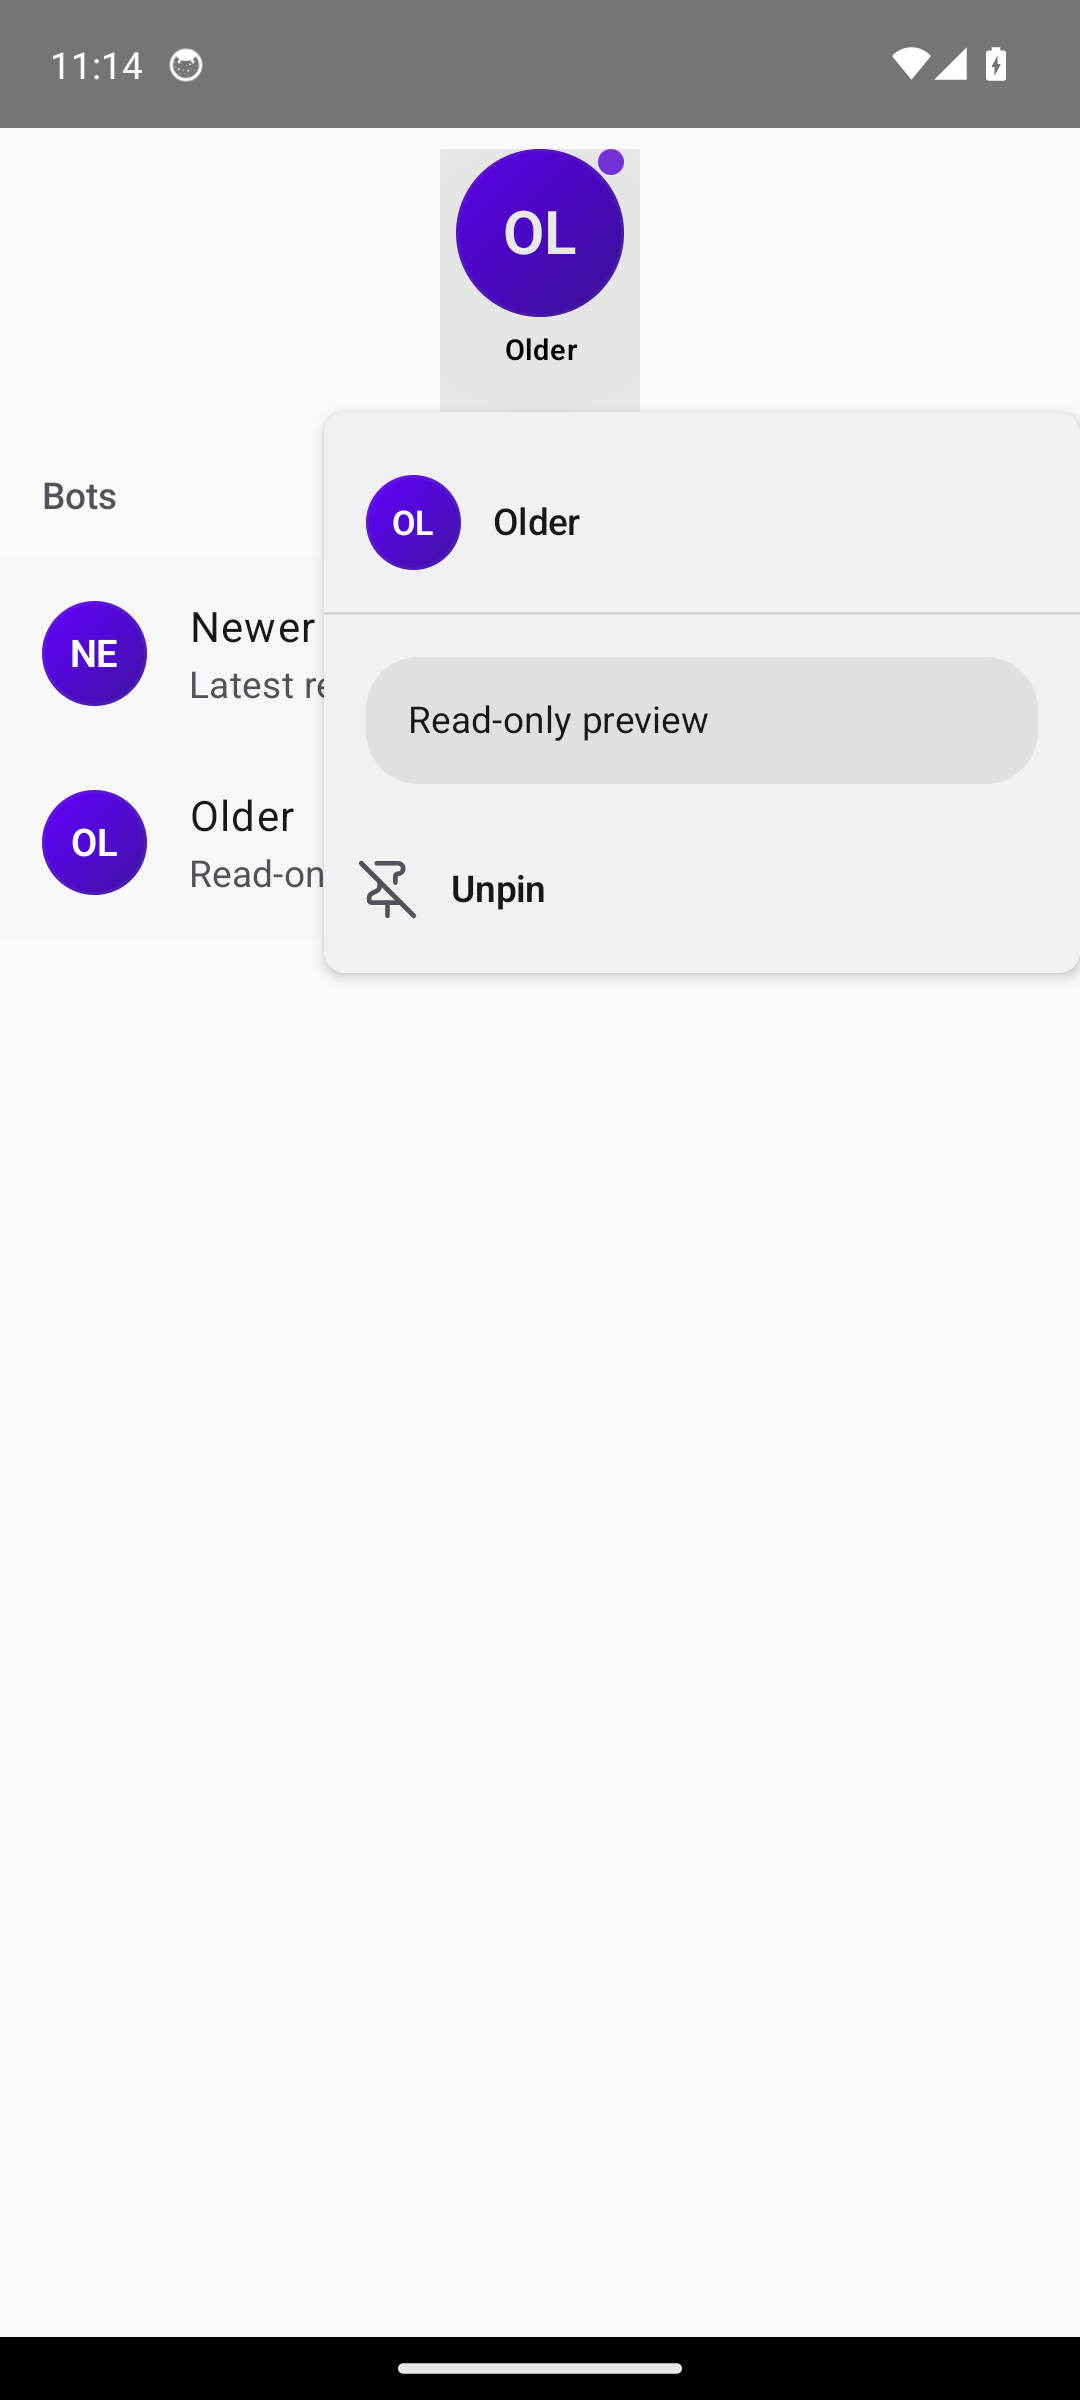 11:14
OL
Older
Bots
OL Older
NE Newer
Latest re
Read-only preview
OL Older
Read-on
Unpin